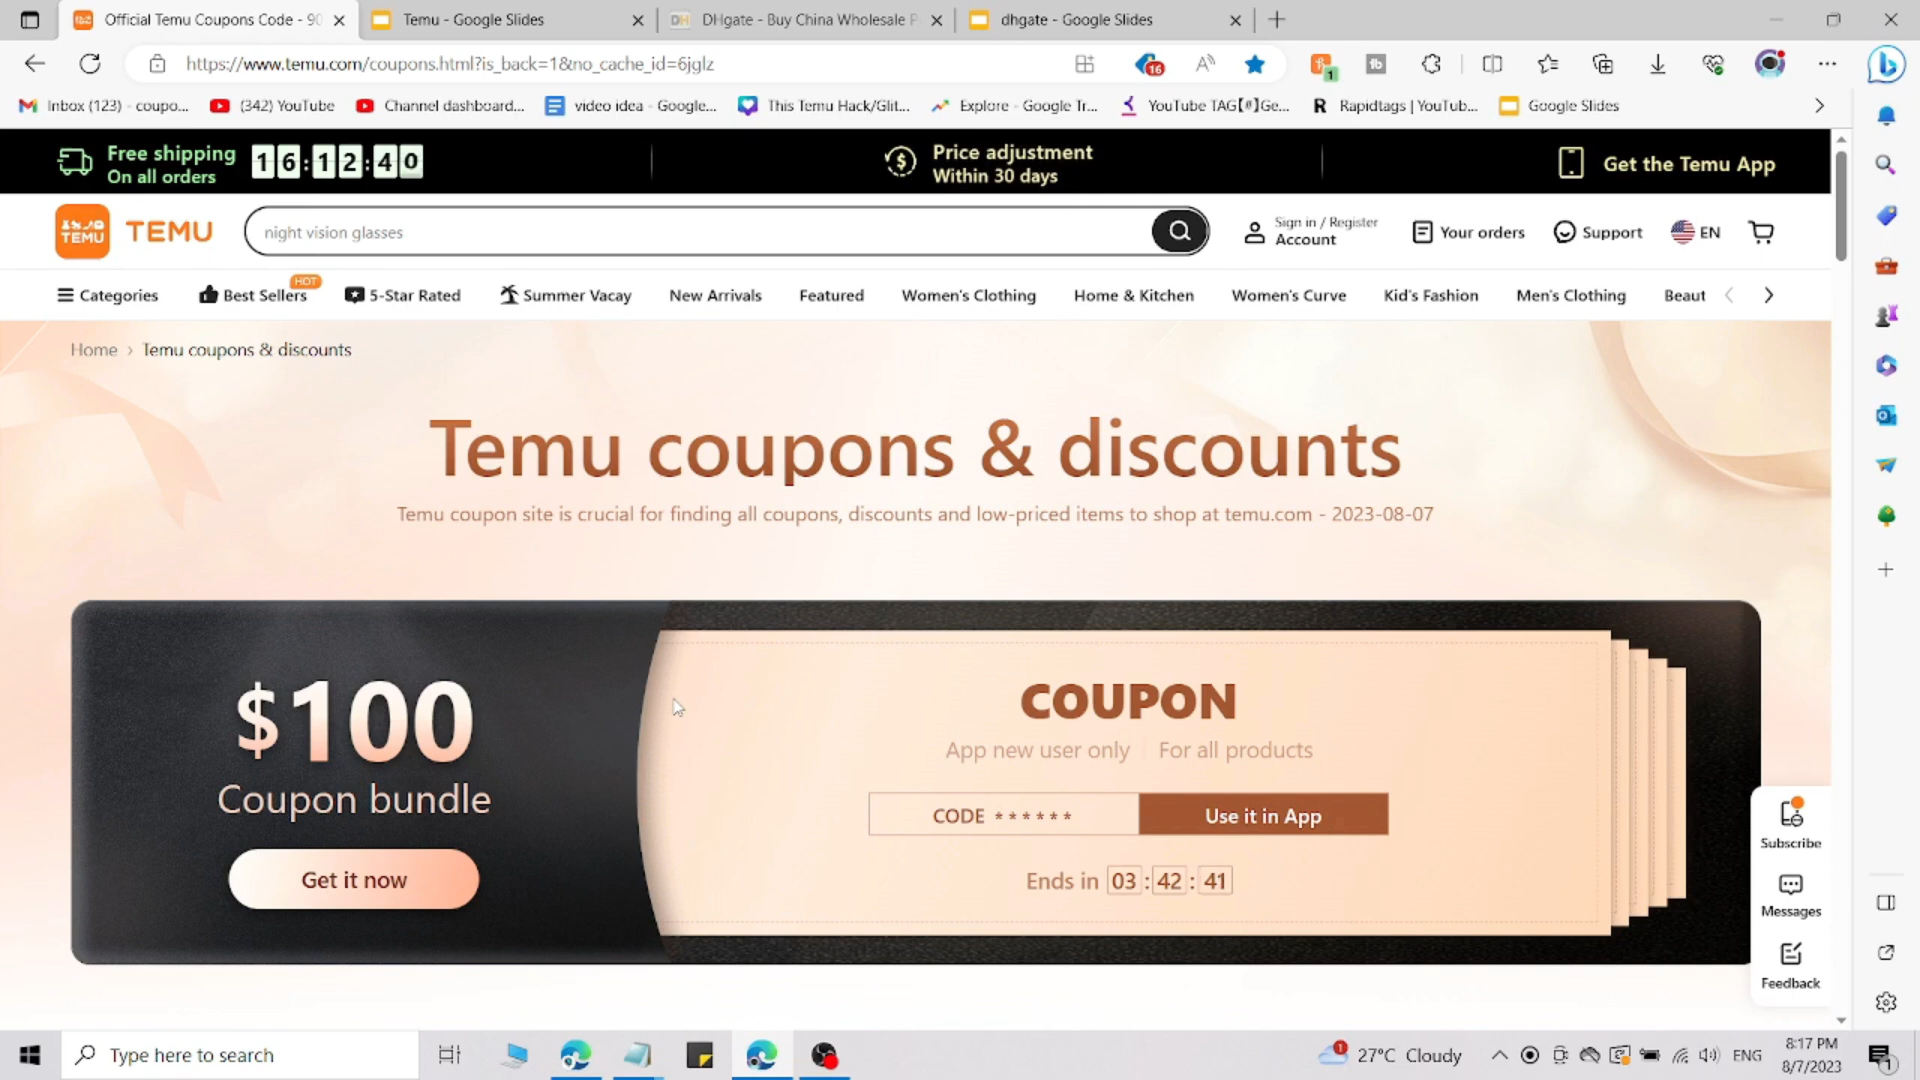 Official Temu Coupons Code - 90
Temu - Google Slides
DHgate - Buy China Wholesale P
dhgate - Google Slides
https://www.temu.com/coupons.html?is_back=1&no_cache_id=6jglz
16
1
Inbox (123) - coupo...
(342) YouTube
Channel dashboard...
video idea - Google...
This Temu Hack/Glit...
Explore - Google Tr...
YouTube TAG【#】Ge...
Rapidtags | YouTub...
Google Slides
Free shipping
On all orders
16:12:40
Price adjustment
Within 30 days
Get the Temu App
TEMU
TEMU
night vision glasses
Sign in / Register
Account
Your orders
Support
EN
Categories
Best Sellers
HOT
5-Star Rated
Summer Vacay
New Arrivals
Featured
Women's Clothing
Home & Kitchen
Women's Curve
Kid's Fashion
Men's Clothing
Beaut
Home › Temu coupons & discounts
Temu coupons & discounts
Temu coupon site is crucial for finding all coupons, discounts and low-priced items to shop at temu.com - 2023-08-07
$100
Coupon bundle
Get it now
COUPON
App new user only
For all products
CODE ******
Use it in App
Ends in 03:42:41
Subscribe
Messages
Feedback
Type here to search
1
27°C Cloudy
ENG
8:17 PM
8/7/2023
1